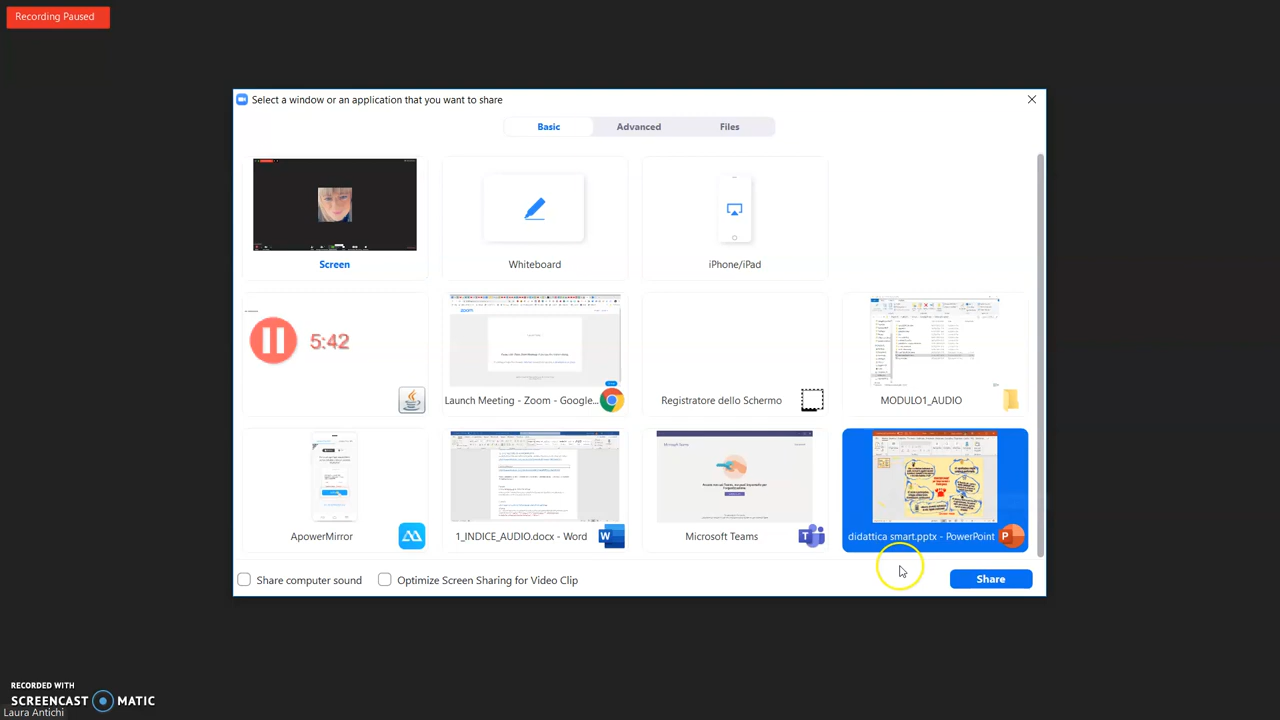 Recording Paused
Select a window or an application that you want to share
Basic
Advanced
Files
Screen
Whiteboard
iPhone/iPad
5:42
zoom
Launch Meeting - Zoom - Google...
Registratore dello Schermo
MODULO1_AUDIO
ApowerMirror
1_INDICE_AUDIO.docx - Word
Microsoft Teams
didattica smart.pptx - PowerPoint
Share computer sound
Optimize Screen Sharing for Video Clip
Share
RECORDED WITH
SCREENCAST MATIC
Laura Antichi